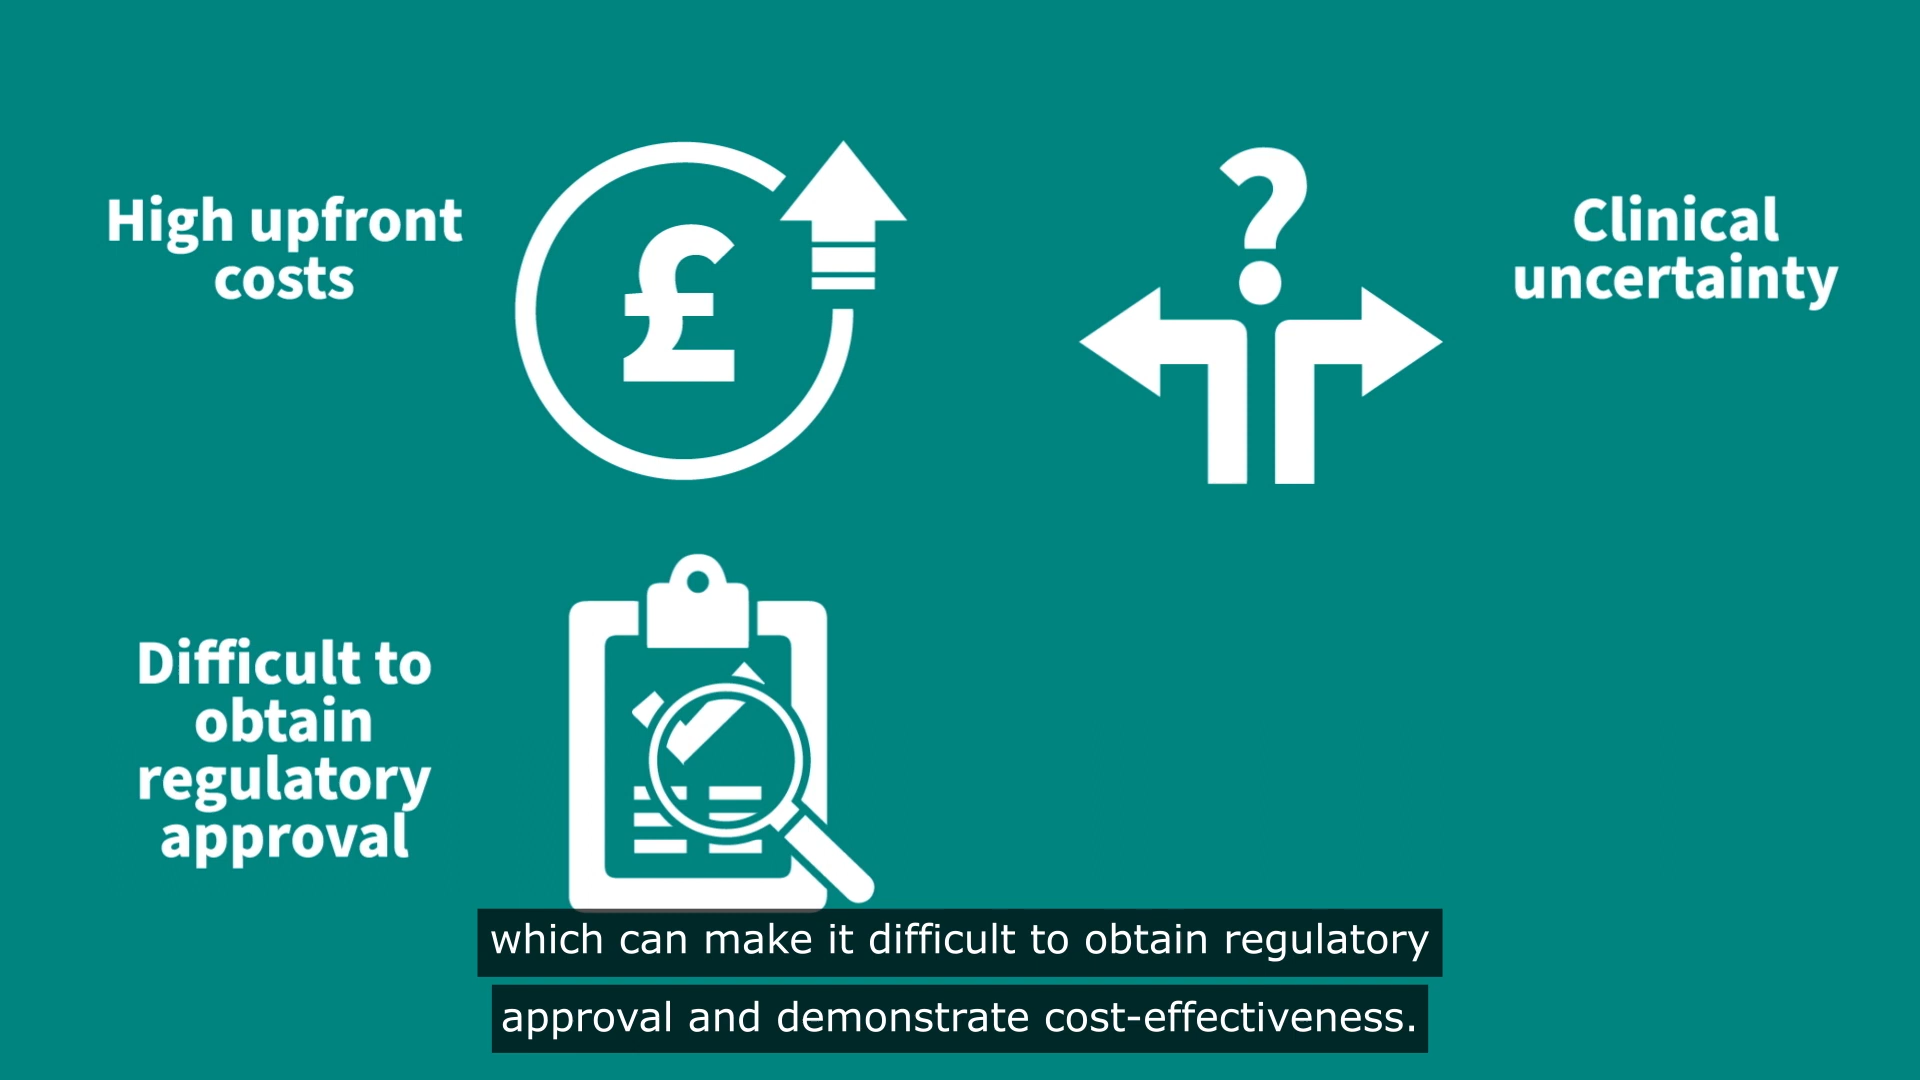 High upfront
costs
£
?
Clinical
uncertainty
Difficult to
obtain
regulatory
approval
which can make it difficult to obtain regulatory
approval and demonstrate cost-effectiveness.